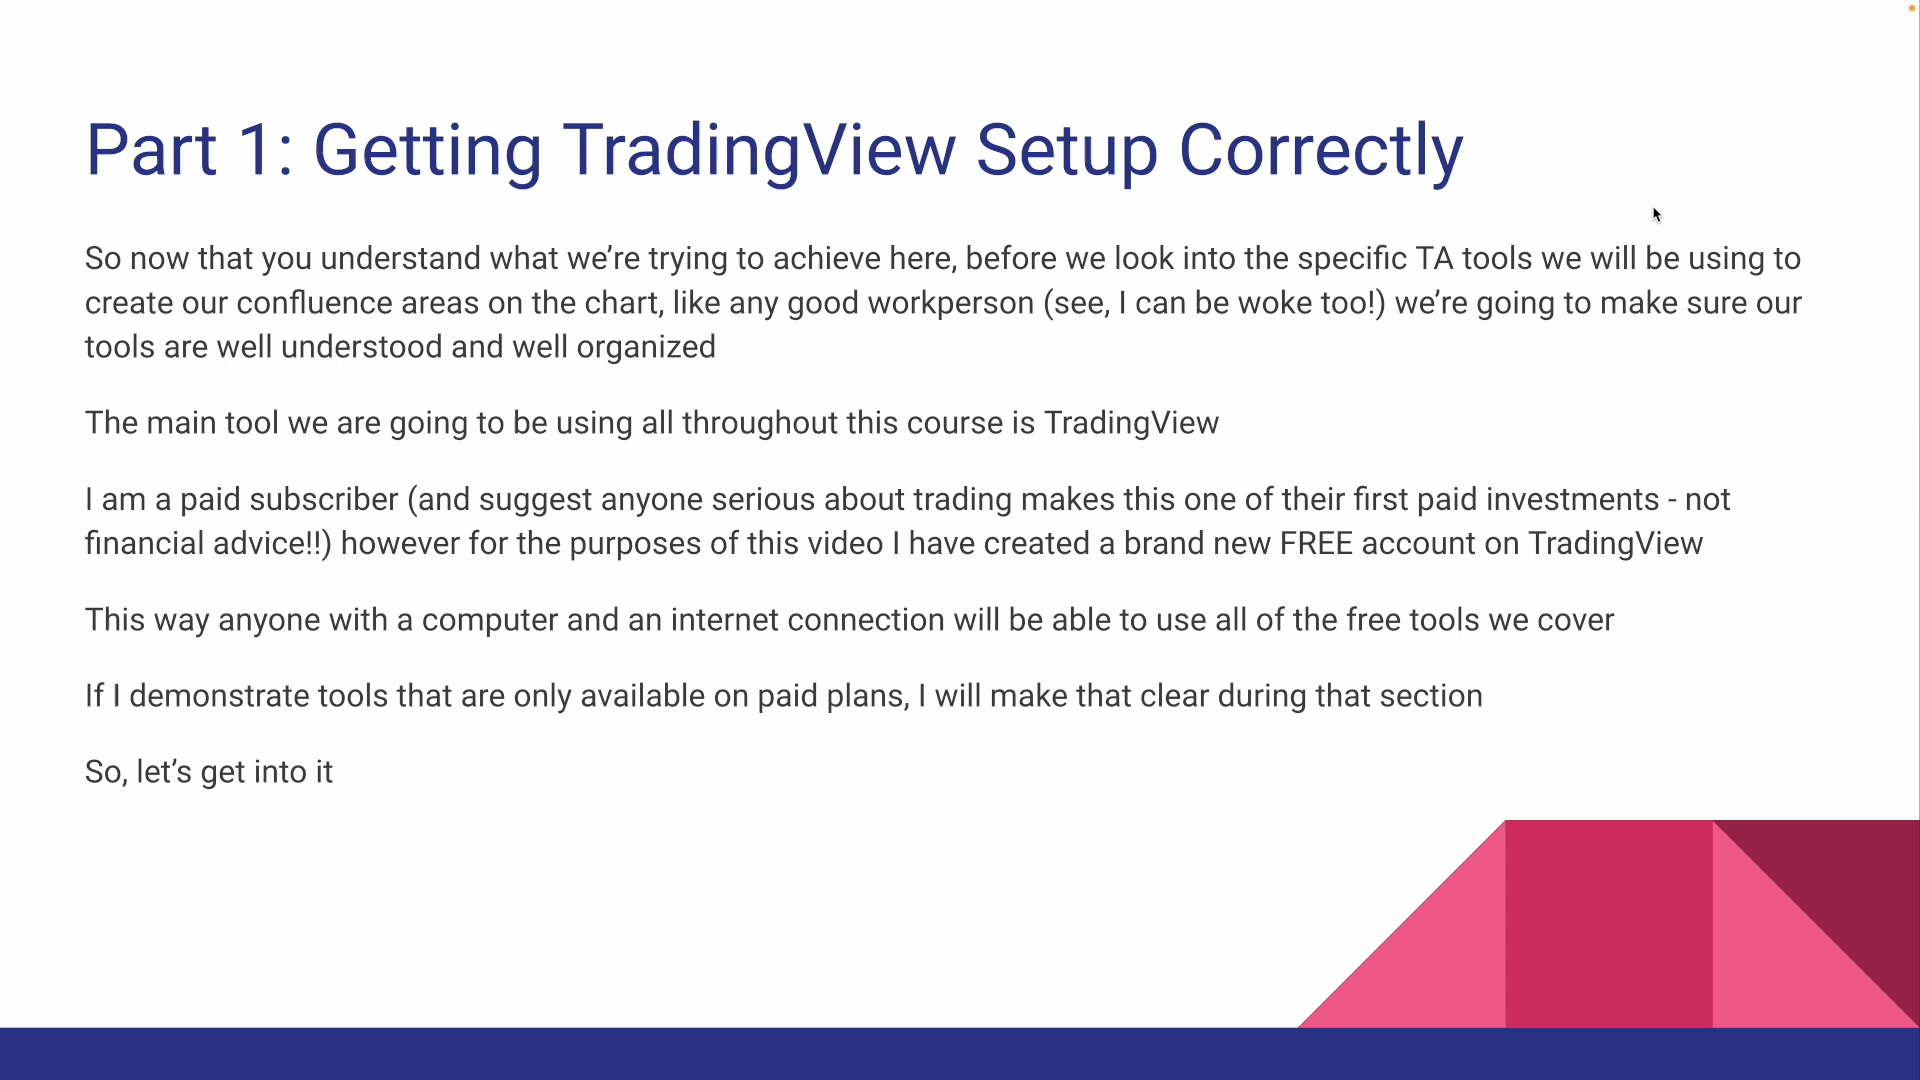 Part 1: Getting TradingView Setup Correctly
So now that you understand what we’re trying to achieve here, before we look into the specific TA tools we will be using to
create our confluence areas on the chart, like any good workperson (see, I can be woke too!) we’re going to make sure our
tools are well understood and well organized
The main tool we are going to be using all throughout this course is TradingView
I am a paid subscriber (and suggest anyone serious about trading makes this one of their first paid investments - not
financial advice!!) however for the purposes of this video I have created a brand new FREE account on TradingView
This way anyone with a computer and an internet connection will be able to use all of the free tools we cover
If I demonstrate tools that are only available on paid plans, I will make that clear during that section
So, let’s get into it